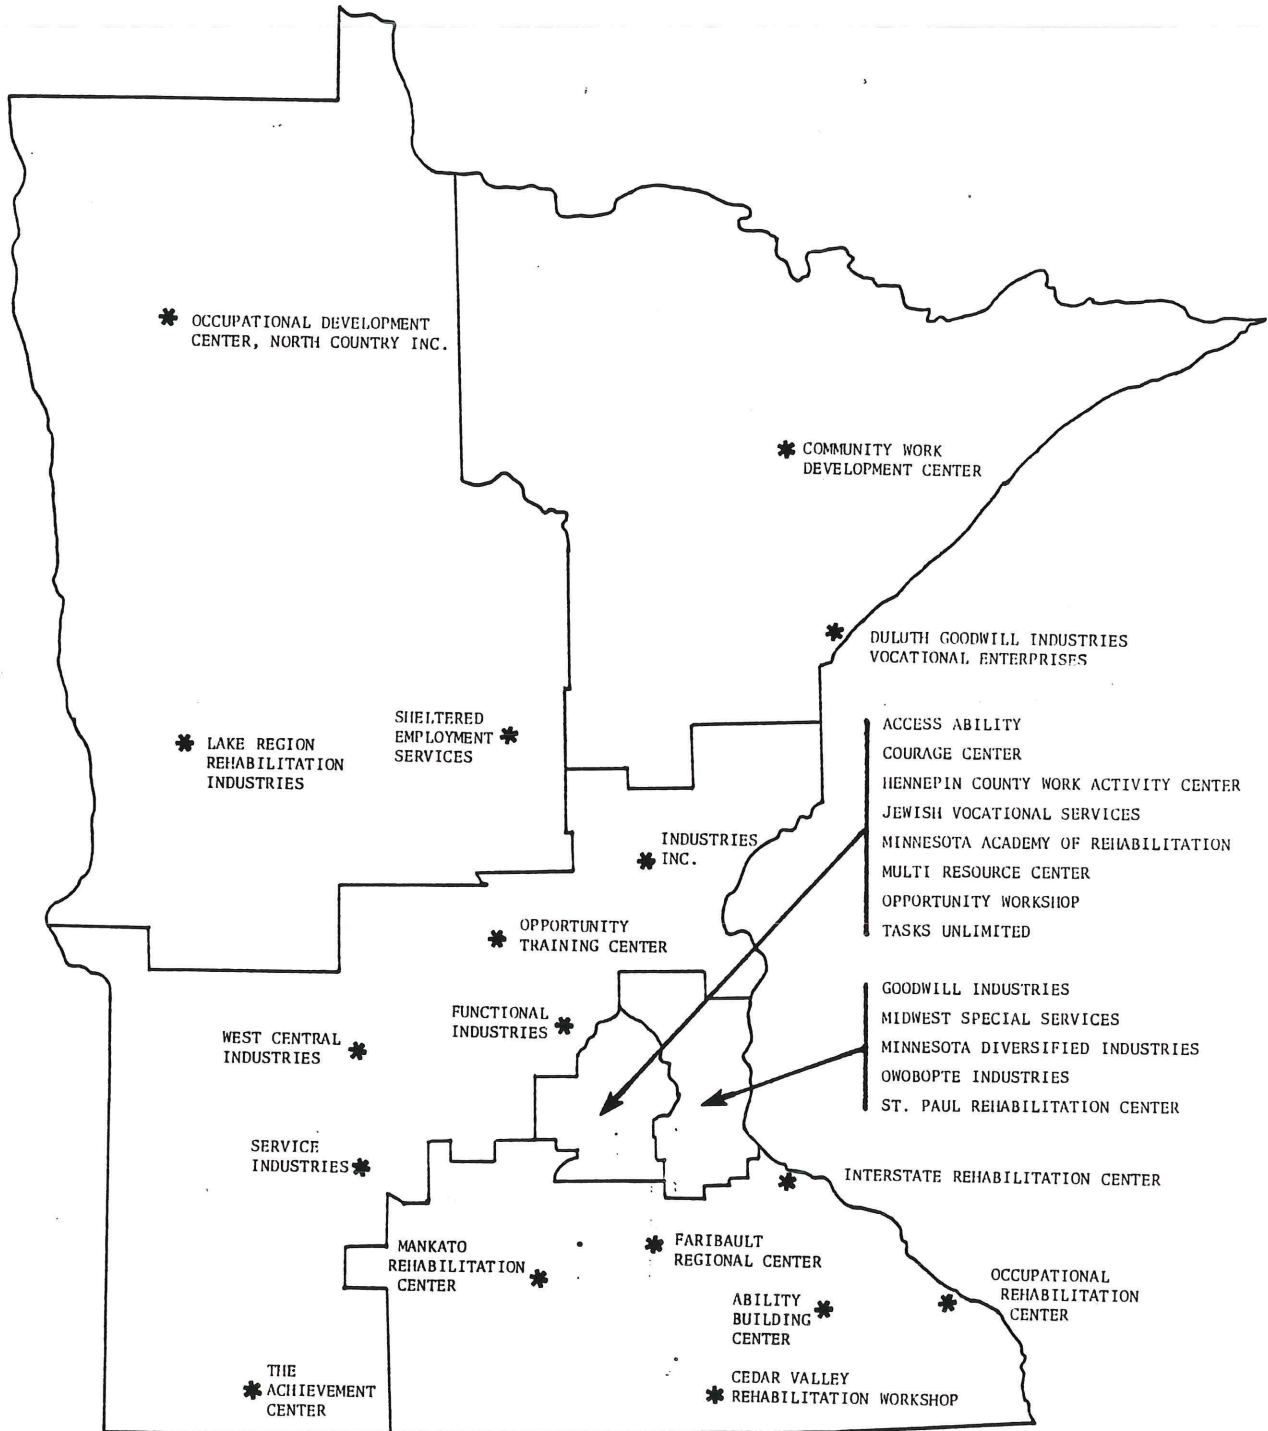 OCCUPATIONAL DEVELOPMENT
CENTER, NORTH COUNTRY INC.
COMMUNITY WORK
DEVELOPMENT CENTER
DULUTH GOODWILL INDUSTRIES
VOCATIONAL ENTERPRISES
SHELTERED
EMPLOYMENT
SERVICES
LAKE REGION
REHABILITATION
INDUSTRIES
ACCESS ABILITY
COURAGE CENTER
HENNEPIN COUNTY WORK ACTIVITY CENTER
JEWISH VOCATIONAL SERVICES
MINNESOTA ACADEMY OF REHABILITATION
MULTI RESOURCE CENTER
OPPORTUNITY WORKSHOP
TASKS UNLIMITED
INDUSTRIES
INC.
OPPORTUNITY
TRAINING CENTER
GOODWILL INDUSTRIES
MIDWEST SPECIAL SERVICES
MINNESOTA DIVERSIFIED INDUSTRIES
OWOBOPTE INDUSTRIES
ST. PAUL REHABILITATION CENTER
FUNCTIONAL
INDUSTRIES
WEST CENTRAL
INDUSTRIES
SERVICE
INDUSTRIES
INTERSTATE REHABILITATION CENTER
MANKATO
REHABILITATION
CENTER
FARIBAULT
REGIONAL CENTER
OCCUPATIONAL
REHABILITATION
CENTER
ABILITY
BUILDING
CENTER
THE
ACHIEVEMENT
CENTER
CEDAR VALLEY
REHABILITATION WORKSHOP